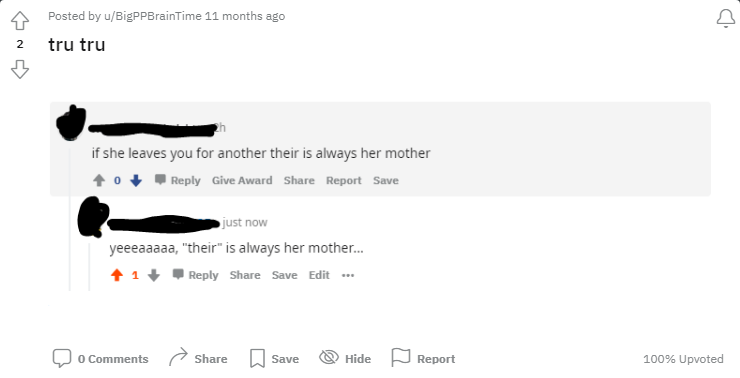 Posted by u/BigPPBrainTime 11 months ago
2
tru tru
2h
if she leaves you for another their is always her mother
0 Reply Give Award Share Report Save
just now
yeeeaaaaa, "their" is always her mother...
1 Reply Share Save Edit ...
0 Comments Share Save Hide Report 100% Upvoted